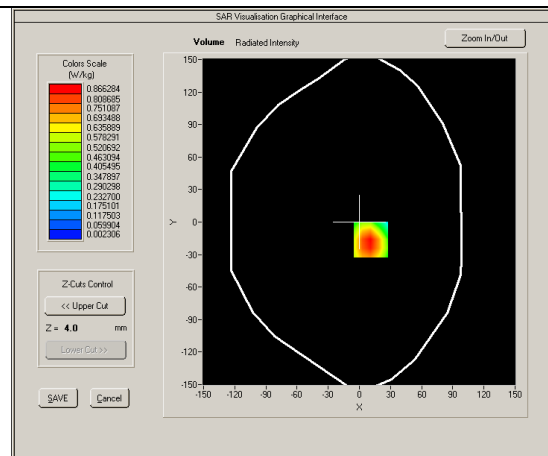 SAR Visualisation Graphical Interface
Volume Radiated Intensity
Zoom In/Out
Colors Scale
(W/kg)
0.866284
0.808685
0.751087
0.693488
0.635889
0.578291
0.520692
0.463094
0.405495
0.347897
0.290298
0.232700
0.175101
0.117503
0.059904
0.002306
Z-Cuts Control
<< Upper Cut
Z = 4.0 mm
Lower Cut >>
SAVE Cancel
150-
120-
90-
60-
30-
0-
-30-
-60-
-90-
-120-
-150-
Y
-150 -120 -90 -60 -30 0 30 60 90 120 150
X